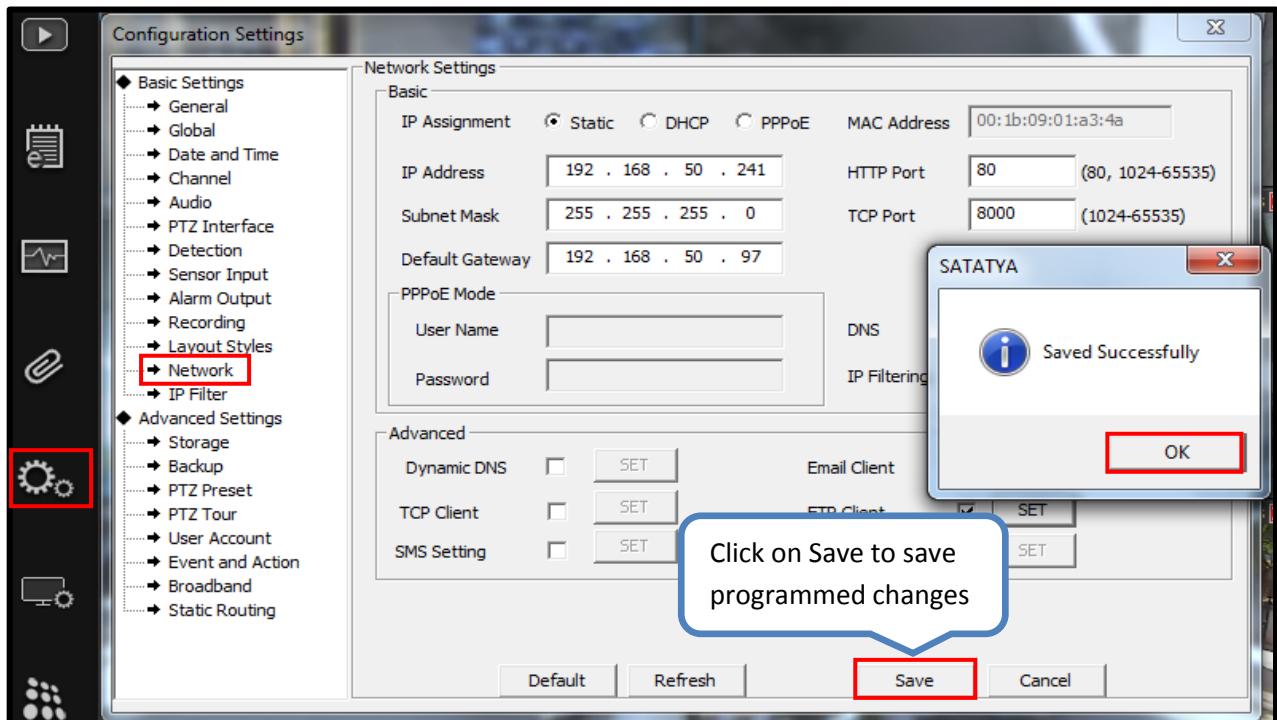 Configuration Settings
Basic Settings
General
Global
Date and Time
Channel
Audio
PTZ Interface
Detection
Sensor Input
Alarm Output
Recording
Layout Styles
Network
IP Filter
Advanced Settings
Storage
Backup
PTZ Preset
PTZ Tour
User Account
Event and Action
Broadband
Static Routing
Network Settings
Basic
IP Assignment Static DHCP PPPoE MAC Address 00:1b:09:01:a3:4a
IP Address 192 . 168 . 50 . 241 HTTP Port 80 (80, 1024-65535)
Subnet Mask 255 . 255 . 255 . 0 TCP Port 8000 (1024-65535)
Default Gateway 192 . 168 . 50 . 97
PPPoE Mode
User Name
Password
DNS
IP Filtering
SATATYA
Saved Successfully
OK
Advanced
Dynamic DNS SET Email Client
TCP Client SET FTP Client SET
SMS Setting SET SET
Click on Save to save
programmed changes
Default Refresh Save Cancel